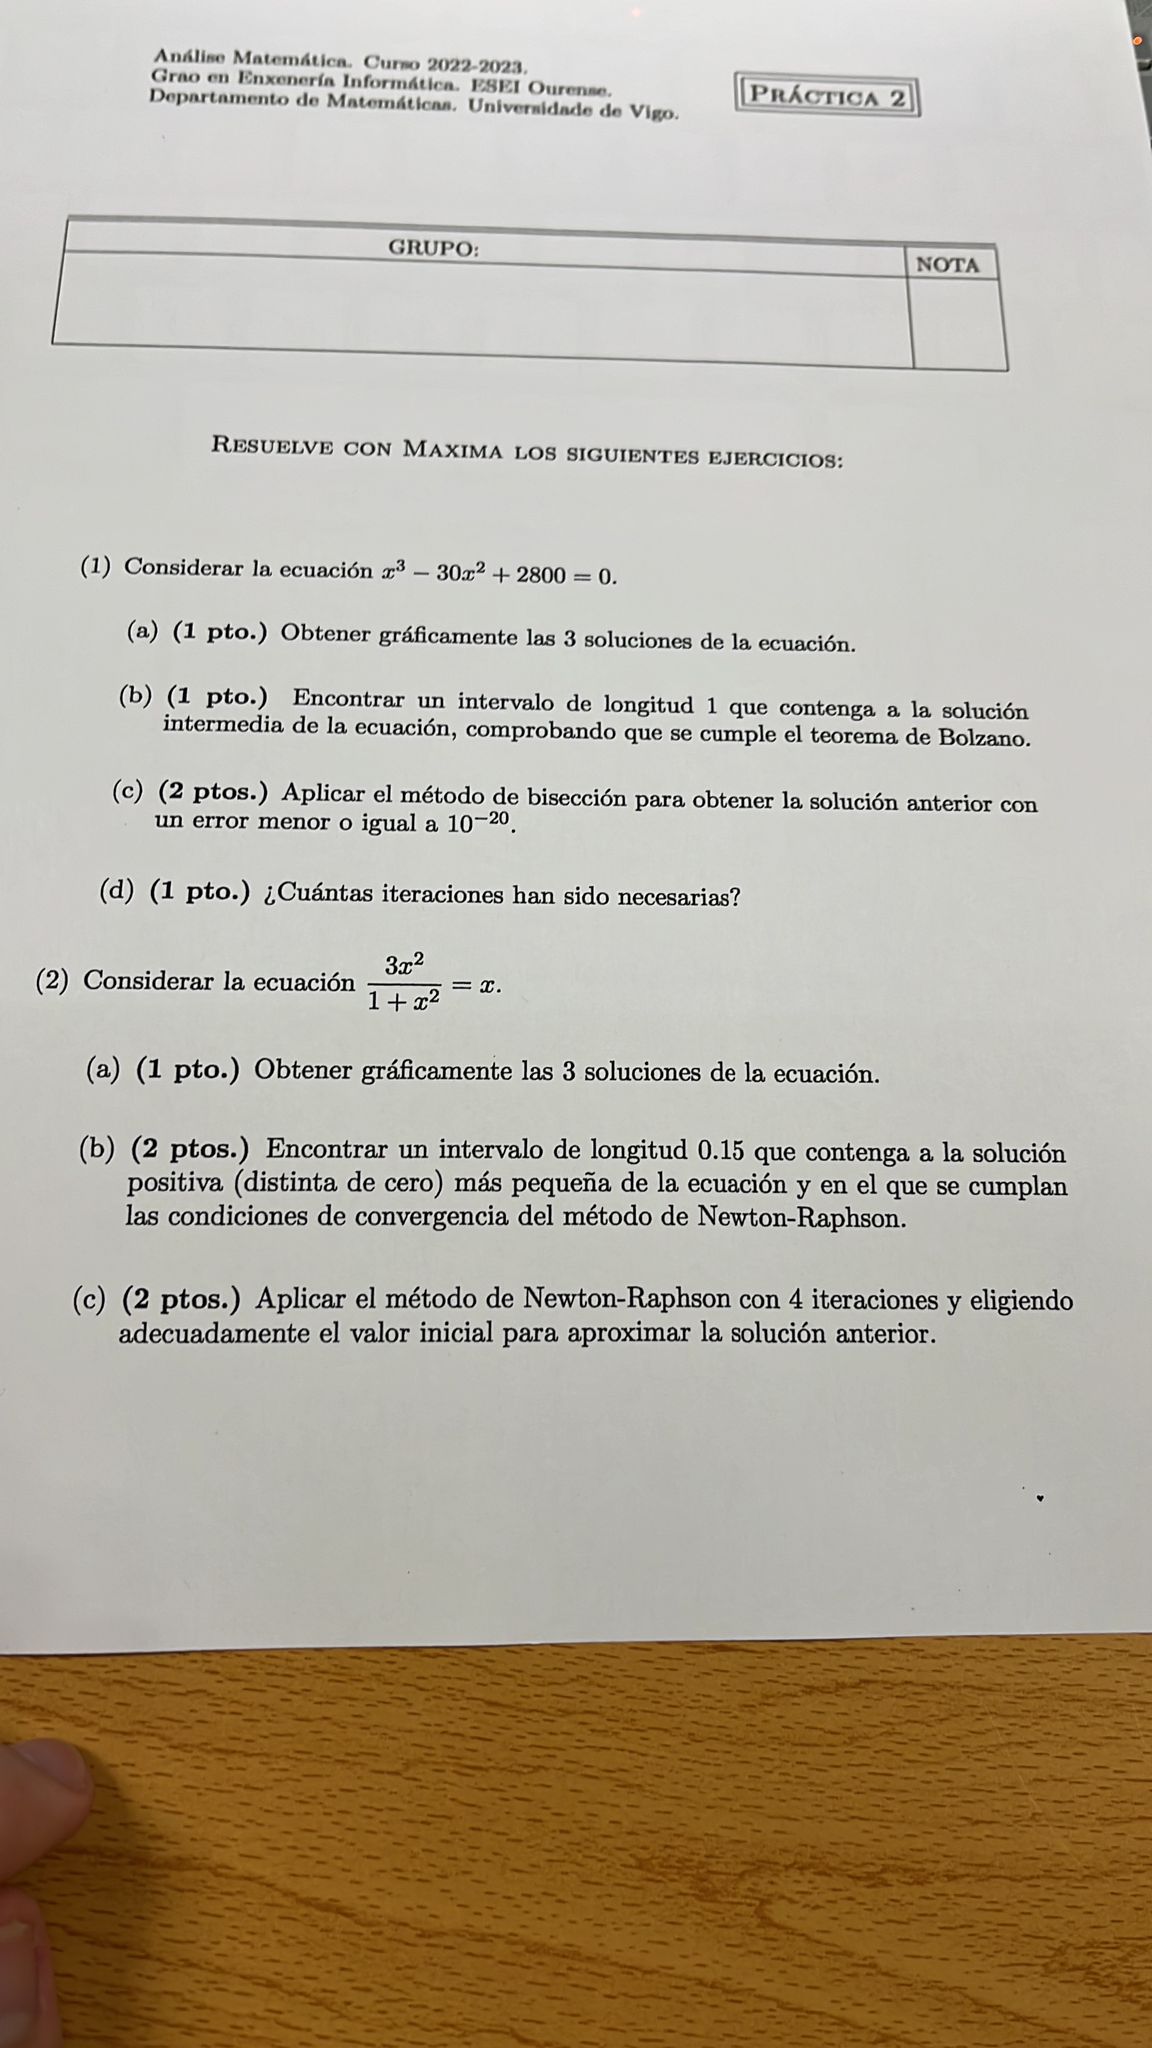 Análise Matemática. Curso 2022-2023.
Grao en Enxenería Informática. ESEI Ourense.
Departamento de Matemáticas. Universidade de Vigo.
PRÁCTICA 2
GRUPO:
NOTA
RESUELVE CON MAXIMA LOS SIGUIENTES EJERCICIOS:
(1) Considerar la ecuación x³ − 30x² + 2800 = 0.
(a) (1 pto.) Obtener gráficamente las 3 soluciones de la ecuación.
(b) (1 pto.) Encontrar un intervalo de longitud 1 que contenga a la solución
intermedia de la ecuación, comprobando que se cumple el teorema de Bolzano.
(c) (2 ptos.) Aplicar el método de bisección para obtener la solución anterior con
un error menor o igual a 10⁻²⁰.
(d) (1 pto.) ¿Cuántas iteraciones han sido necesarias?
(2) Considerar la ecuación 3x² / (1 + x²) = x.
(a) (1 pto.) Obtener gráficamente las 3 soluciones de la ecuación.
(b) (2 ptos.) Encontrar un intervalo de longitud 0.15 que contenga a la solución
positiva (distinta de cero) más pequeña de la ecuación y en el que se cumplan
las condiciones de convergencia del método de Newton-Raphson.
(c) (2 ptos.) Aplicar el método de Newton-Raphson con 4 iteraciones y eligiendo
adecuadamente el valor inicial para aproximar la solución anterior.